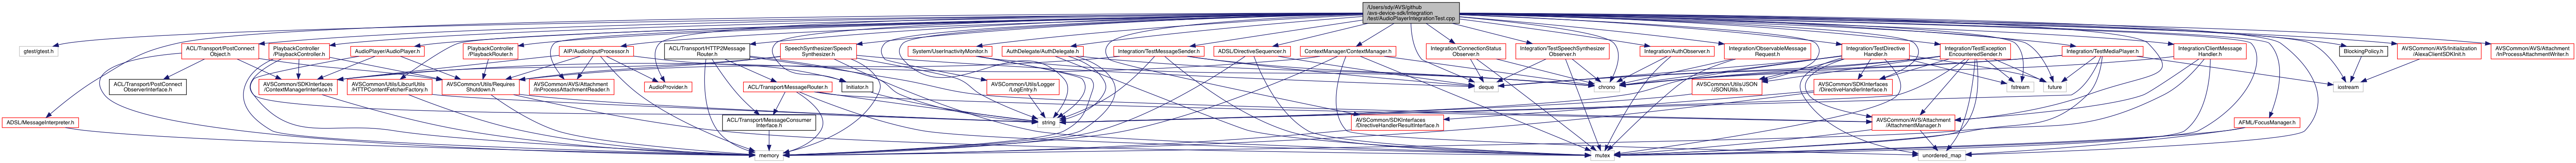 /Users/sdy/AVS/github
/avs-device-sdk/Integration
/test/AudioPlayerIntegrationTest.cpp
gtest/gtest.h
ACL/Transport/PostConnect
Object.h
PlaybackController
/PlaybackController.h
AudioPlayer/AudioPlayer.h
PlaybackController
/PlaybackRouter.h
AIP/AudioInputProcessor.h
ACL/Transport/HTTP2Message
Router.h
SpeechSynthesizer/Speech
Synthesizer.h
System/UserInactivityMonitor.h
AuthDelegate/AuthDelegate.h
Integration/TestMessageSender.h
ADSL/DirectiveSequencer.h
ContextManager/ContextManager.h
Integration/ConnectionStatus
Observer.h
Integration/TestSpeechSynthesizer
Observer.h
Integration/AuthObserver.h
Integration/ObservableMessage
Request.h
Integration/TestDirective
Handler.h
Integration/TestException
EncounteredSender.h
Integration/TestMediaPlayer.h
Integration/ClientMessage
Handler.h
BlockingPolicy.h
AVSCommon/AVS/Initialization
/AlexaClientSDKInit.h
AVSCommon/AVS/Attachment
/InProcessAttachmentWriter.h
ACL/Transport/PostConnect
ObserverInterface.h
AVSCommon/SDKInterfaces
/ContextManagerInterface.h
AVSCommon/Utils/LibcurlUtils
/HTTPContentFetcherFactory.h
AVSCommon/Utils/Requires
Shutdown.h
AVSCommon/AVS/Attachment
/InProcessAttachmentReader.h
AudioProvider.h
ACL/Transport/MessageRouter.h
Initiator.h
AVSCommon/Utils/Logger
/LogEntry.h
deque
chrono
AVSCommon/Utils/JSON
/JSONUtils.h
AVSCommon/SDKInterfaces
/DirectiveHandlerInterface.h
fstream
future
iostream
ADSL/MessageInterpreter.h
ACL/Transport/MessageConsumer
Interface.h
string
AVSCommon/SDKInterfaces
/DirectiveHandlerResultInterface.h
AVSCommon/AVS/Attachment
/AttachmentManager.h
AFML/FocusManager.h
memory
mutex
unordered_map